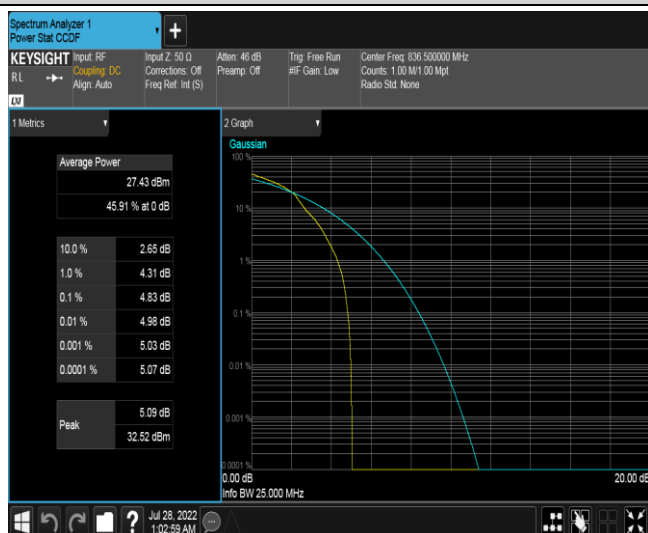 Spectrum Analyzer 1
Power Stat CCDF
+
KEYSIGHT
R L
LXI
Input: RF
Coupling: DC
Align: Auto
Input Z: 50 Ω
Corrections: Off
Freq Ref: Int (S)
Atten: 46 dB
Preamp: Off
Trig: Free Run
#IF Gain: Low
Center Freq: 836.500000 MHz
Counts: 1.00 M/1.00 Mpt
Radio Std: None
1 Metrics
Average Power
27.43 dBm
45.91 % at 0 dB
10.0 % 2.65 dB
1.0 % 4.31 dB
0.1 % 4.83 dB
0.01 % 4.98 dB
0.001 % 5.03 dB
0.0001 % 5.07 dB
Peak
5.09 dB
32.52 dBm
2 Graph
Gaussian
100 %
10 %
1 %
0.1 %
0.01 %
0.001 %
0.0001 %
0.00 dB 20.00 dB
Info BW 25.000 MHz
?
Jul 28, 2022
1:02:59 AM